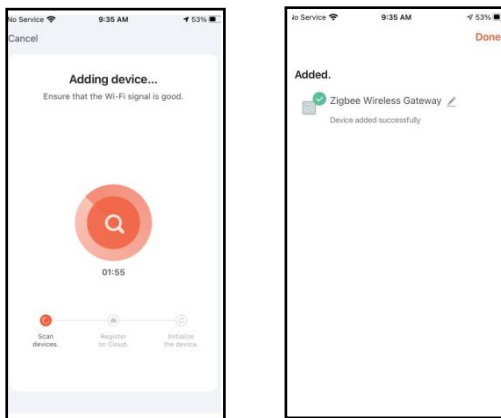 No Service 9:35 AM 53%
Cancel
Adding device...
Ensure that the Wi-Fi signal is good.
01:55
Scan devices.
Register on Cloud.
Initialize the device.
No Service 9:35 AM 53%
Done
Added.
Zigbee Wireless Gateway
Device added successfully